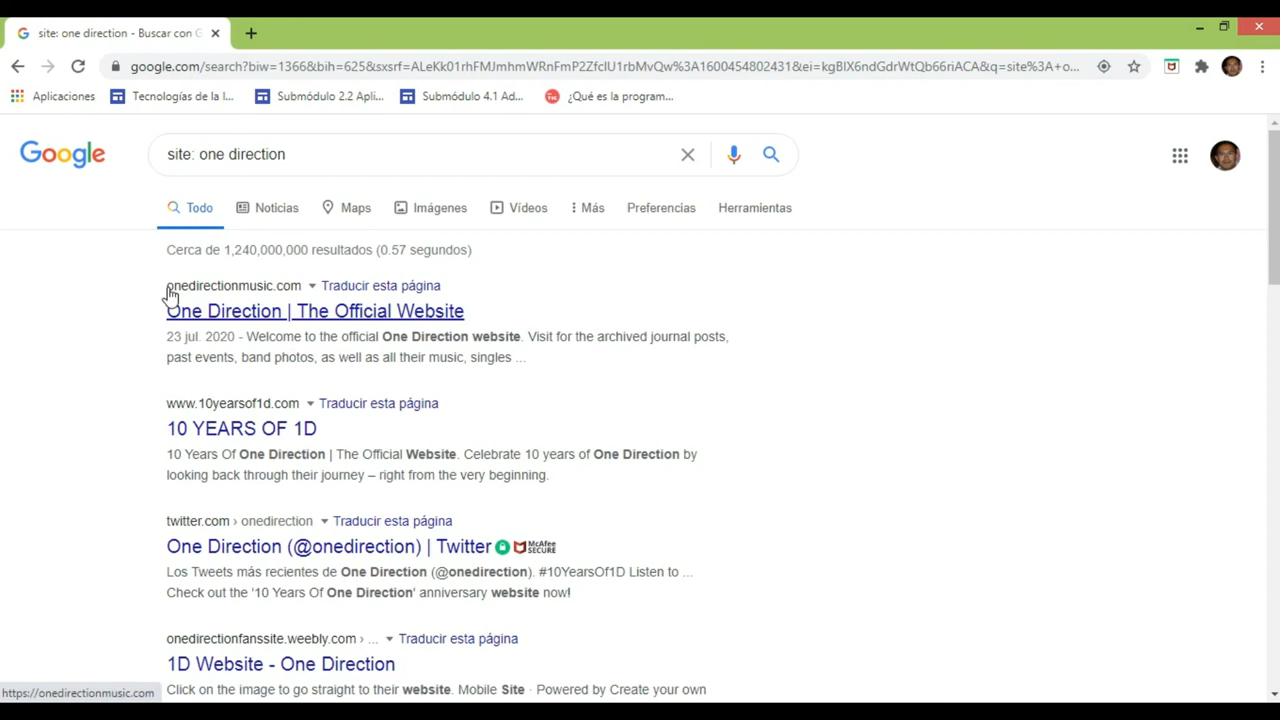 site: one direction - Buscar con G
google.com/search?biw=1366&bih=625&sxsrf=ALeKk01rhFMJmhmWRnFmP2ZfclU1rbMvQw%3A1600454802431&ei=kgBlX6ndGdrWtQb66riACA&q=site%3A+o...
Aplicaciones Tecnologías de la I... Submódulo 2.2 Apli... Submódulo 4.1 Ad... ¿Qué es la program...
Google
site: one direction
Todo Noticias Maps Imágenes Vídeos Más Preferencias Herramientas
Cerca de 1,240,000,000 resultados (0.57 segundos)
onedirectionmusic.com Traducir esta página
One Direction | The Official Website
23 jul. 2020 - Welcome to the official One Direction website. Visit for the archived journal posts,
past events, band photos, as well as all their music, singles ...
www.10yearsof1d.com Traducir esta página
10 YEARS OF 1D
10 Years Of One Direction | The Official Website. Celebrate 10 years of One Direction by
looking back through their journey – right from the very beginning.
twitter.com › onedirection Traducir esta página
One Direction (@onedirection) | Twitter McAfee SECURE
Los Tweets más recientes de One Direction (@onedirection). #10YearsOf1D Listen to ...
Check out the '10 Years Of One Direction' anniversary website now!
onedirectionfanssite.weebly.com › ... Traducir esta página
1D Website - One Direction
Click on the image to go straight to their website. Mobile Site · Powered by Create your own
https://onedirectionmusic.com